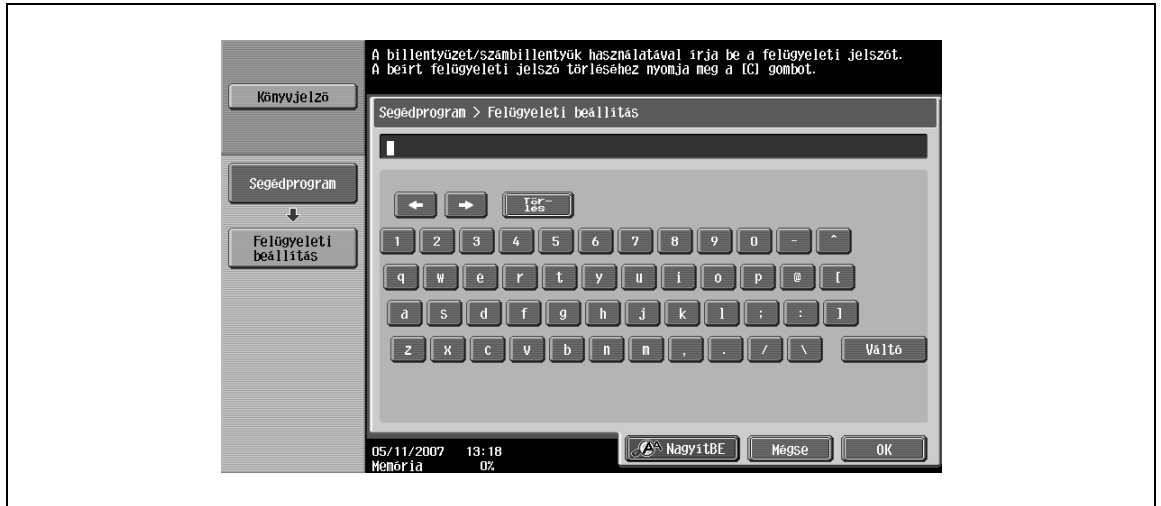 A billentyűzet/számbillentyűk használatával írja be a felügyeleti jelszót.
A beírt felügyeleti jelszó törléséhez nyomja meg a [C] gombot.
Könyvjelző
Segédprogram > Felügyeleti beállítás
Segédprogram
Felügyeleti
beállítás
← → Tör-
lés
1 2 3 4 5 6 7 8 9 0 - ^
q w e r t y u i o p @ [
a s d f g h j k l ; : ]
z x c v b n m , . / \ Váltó
05/11/2007 13:18
Memória 0%
NagyítBE Mégse OK